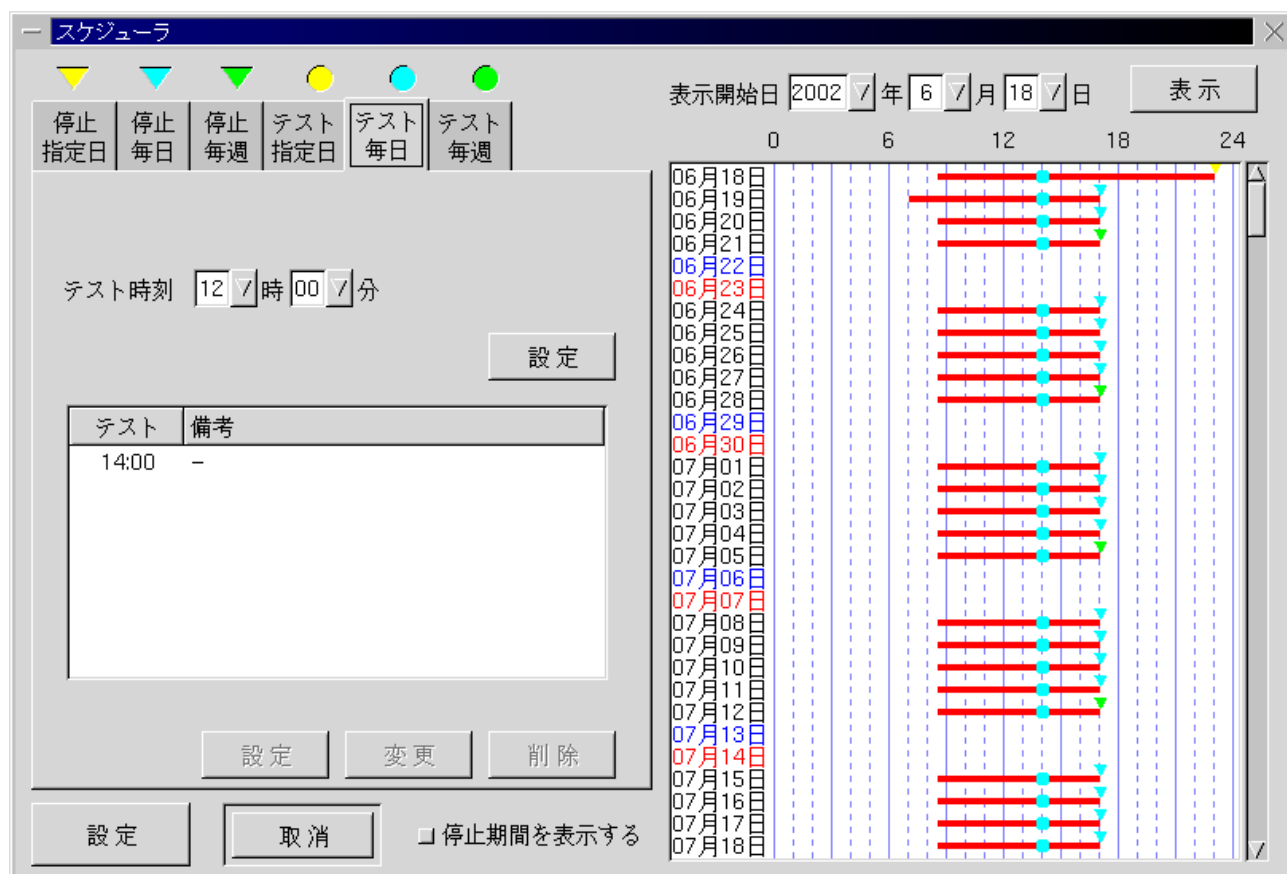 スケジューラ
停止 指定日
停止 毎日
停止 毎週
テスト 指定日
テスト 毎日
テスト 毎週
テスト時刻 12 時 00 分
設定
テスト 備考
14:00 –
設定 変更 削除
設定 取消 停止期間を表示する
表示開始日 2002 年 6 月 18 日 表示
0 6 12 18 24
06月18日
06月19日
06月20日
06月21日
06月22日
06月23日
06月24日
06月25日
06月26日
06月27日
06月28日
06月29日
06月30日
07月01日
07月02日
07月03日
07月04日
07月05日
07月06日
07月07日
07月08日
07月09日
07月10日
07月11日
07月12日
07月13日
07月14日
07月15日
07月16日
07月17日
07月18日